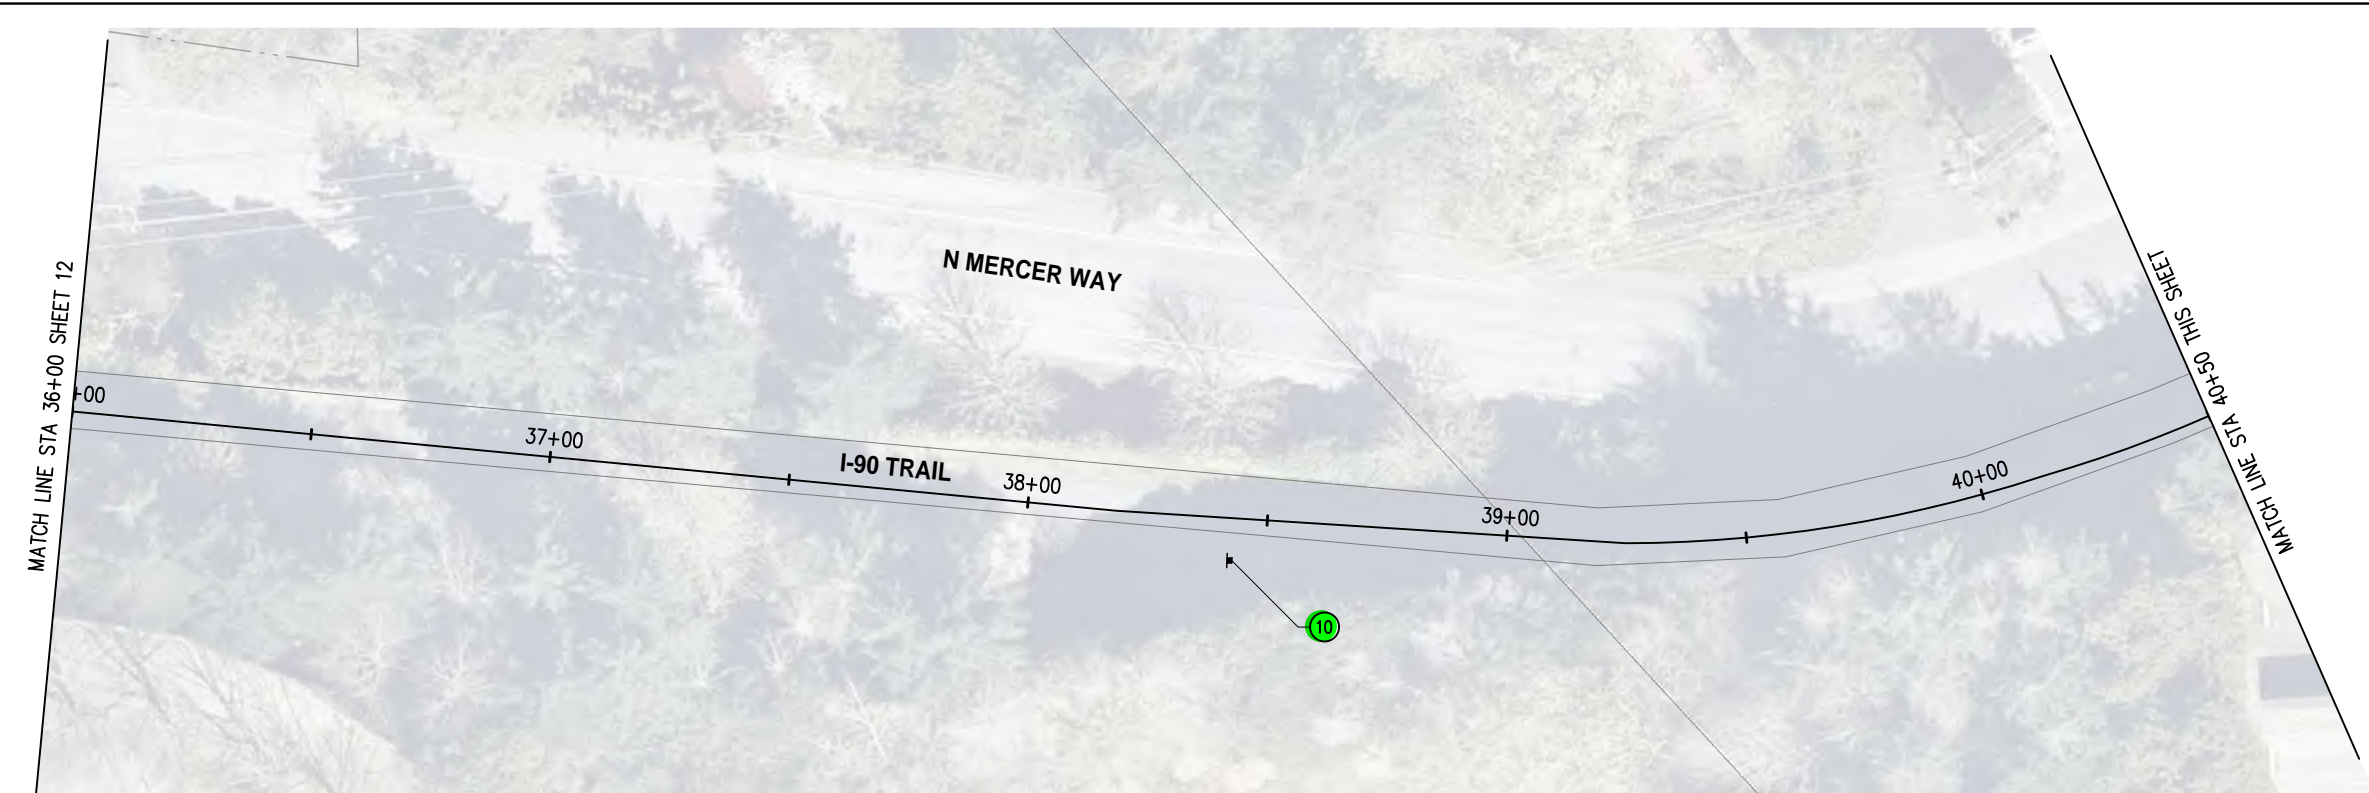 MATCH LINE STA 36+00 SHEET 12
+00
37+00
I-90 TRAIL
38+00
N MERCER WAY
39+00
40+00
10
MATCH LINE STA 40+50 THIS SHEET